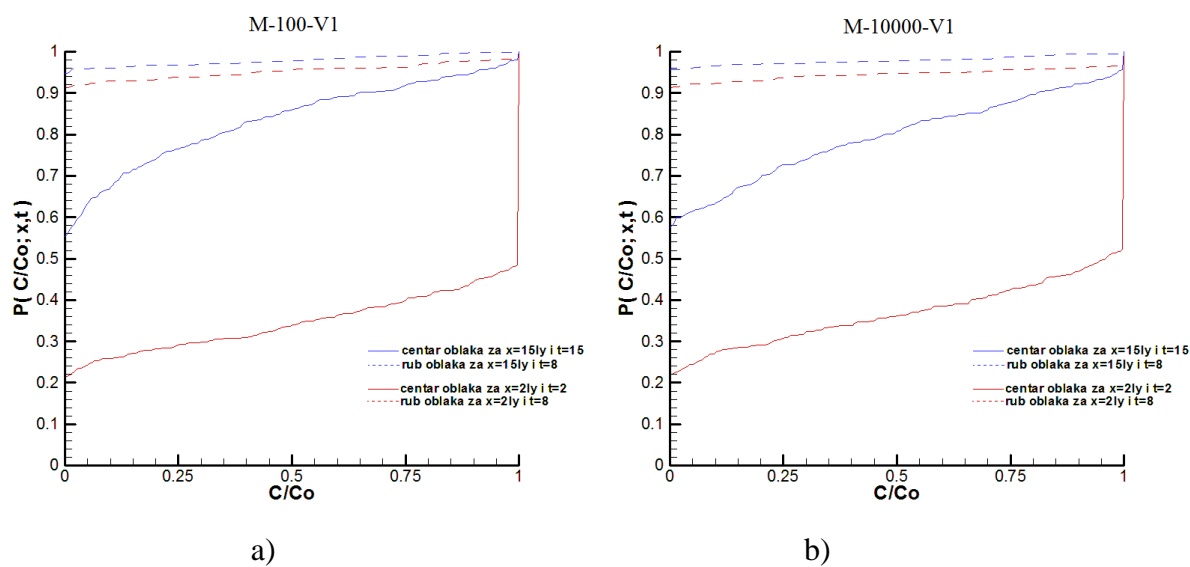 M-100-V1
1
0.9
0.8
0.7
0.6
0.5
0.4
0.3
0.2
0.1
0
P( C/Co; x,t )
centar oblaka za x=15ly i t=15
rub oblaka za x=15ly i t=8
centar oblaka za x=2ly i t=2
rub oblaka za x=2ly i t=8
0 0.25 0.5 0.75 1
C/Co
a)
M-10000-V1
1
0.9
0.8
0.7
0.6
0.5
0.4
0.3
0.2
0.1
0
P( C/Co; x,t )
centar oblaka za x=15ly i t=15
rub oblaka za x=15ly i t=8
centar oblaka za x=2ly i t=2
rub oblaka za x=2ly i t=8
0 0.25 0.5 0.75 1
C/Co
b)